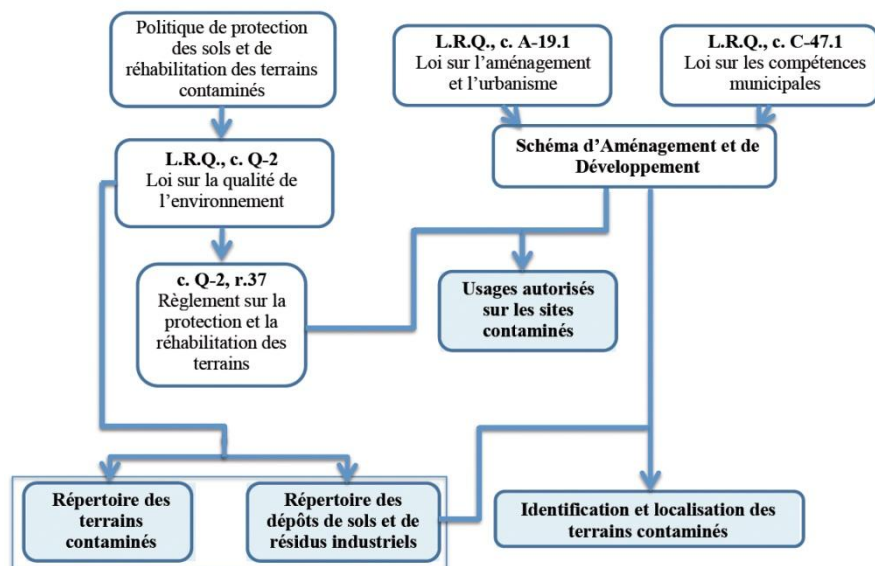 Politique de protection
des sols et de
réhabilitation des terrains
contaminés
L.R.Q., c. A-19.1
Loi sur l'aménagement
et l'urbanisme
L.R.Q., c. C-47.1
Loi sur les compétences
municipales
L.R.Q., c. Q-2
Loi sur la qualité de
l'environnement
Schéma d'Aménagement et de
Développement
c. Q-2, r.37
Règlement sur la
protection et la
réhabilitation des
terrains
Usages autorisés
sur les sites
contaminés
Répertoire des
terrains
contaminés
Répertoire des
dépôts de sols et de
résidus industriels
Identification et localisation des
terrains contaminés